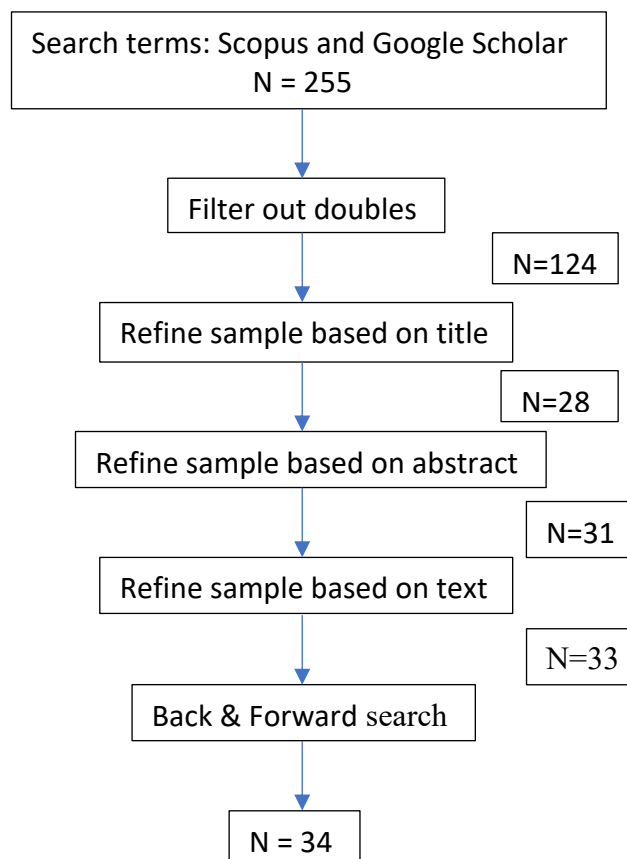 Search terms: Scopus and Google Scholar
N = 255
Filter out doubles
N=124
Refine sample based on title
N=28
Refine sample based on abstract
N=31
Refine sample based on text
N=33
Back & Forward search
N = 34